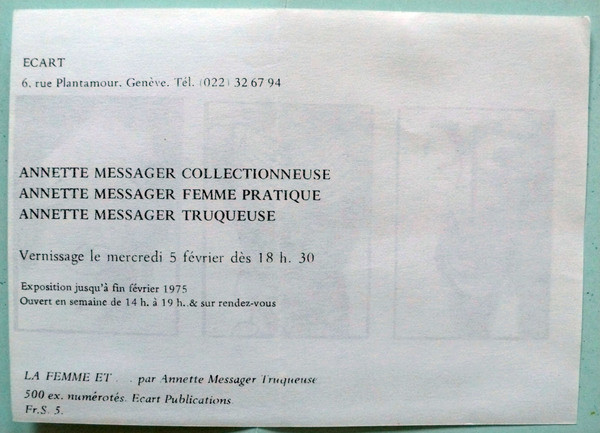 ECART
6, rue Plantamour, Genève. Tél. (022) 32 67 94
ANNETTE MESSAGER COLLECTIONNEUSE
ANNETTE MESSAGER FEMME PRATIQUE
ANNETTE MESSAGER TRUQUEUSE
Vernissage le mercredi 5 février dès 18 h. 30
Exposition jusqu'à fin février 1975
Ouvert en semaine de 14 h. à 19 h..& sur rendez-vous
LA FEMME ET . . . par Annette Messager Truqueuse
500 ex. numérotés. Ecart Publications.
Fr.S. 5.